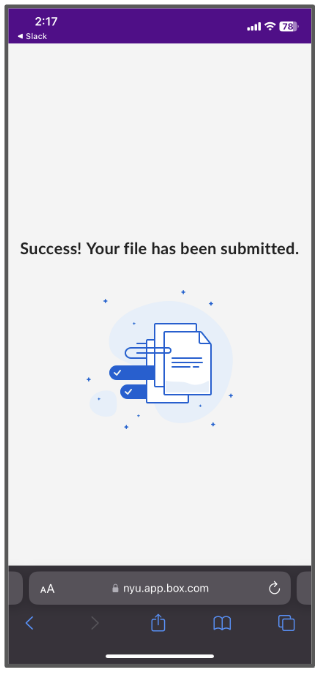 2:17
78
◀ Slack
Success! Your file has been submitted.
AA
nyu.app.box.com